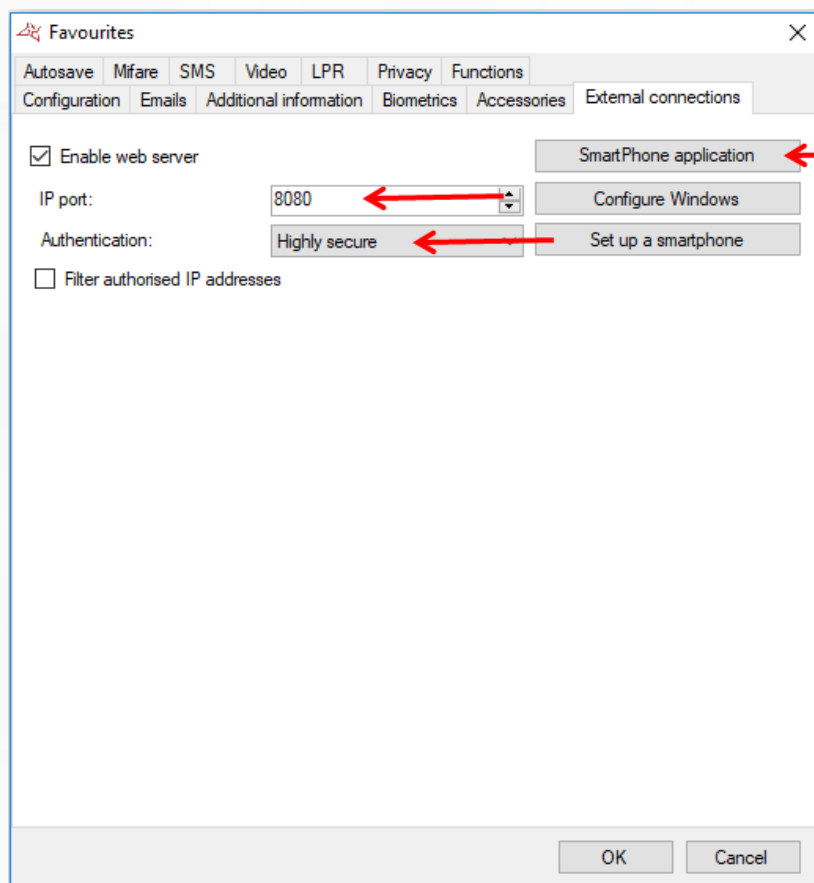 Favourites
Autosave Mifare SMS Video LPR Privacy Functions
Configuration Emails Additional information Biometrics Accessories External connections
Enable web server SmartPhone application
IP port: 8080 Configure Windows
Authentication: Highly secure Set up a smartphone
Filter authorised IP addresses
OK Cancel